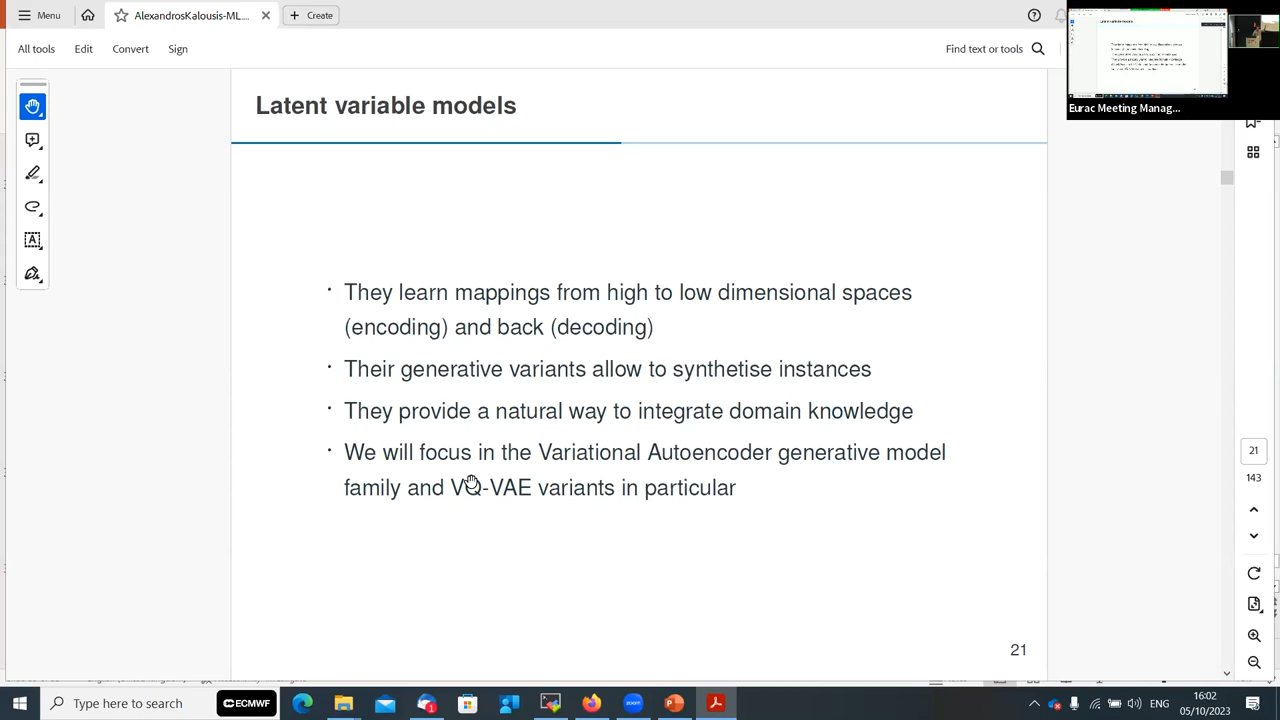 Menu
AlexandrosKalousis-ML...
Create
All tools
Edit
Convert
Sign
Find text or tools
Eurac Meeting Manag...
Latent variable models
They learn mappings from high to low dimensional spaces
(encoding) and back (decoding)
Their generative variants allow to synthetise instances
They provide a natural way to integrate domain knowledge
We will focus in the Variational Autoencoder generative model
family and VQ-VAE variants in particular
21
21
143
Type here to search
ECMWF
zoom
ENG
16:02
05/10/2023